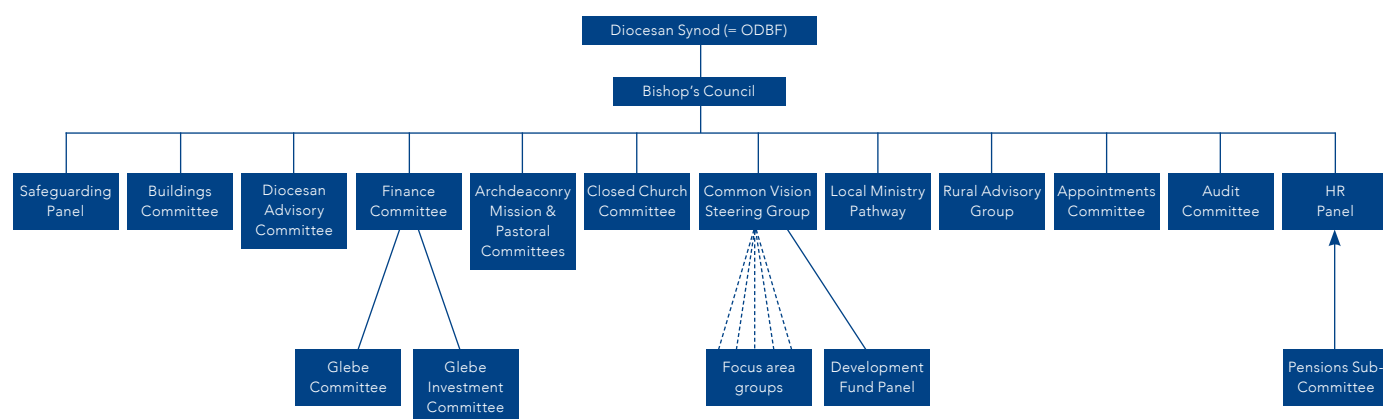 Diocesan Synod (= ODBF)
Bishop’s Council
Safeguarding
Panel
Buildings
Committee
Diocesan
Advisory
Committee
Finance
Committee
Archdeaconry
Mission &
Pastoral
Committees
Closed Church
Committee
Common Vision
Steering Group
Local Ministry
Pathway
Rural Advisory
Group
Appointments
Committee
Audit
Committee
HR
Panel
Glebe
Committee
Glebe
Investment
Committee
Focus area
groups
Development
Fund Panel
Pensions Sub-
Committee